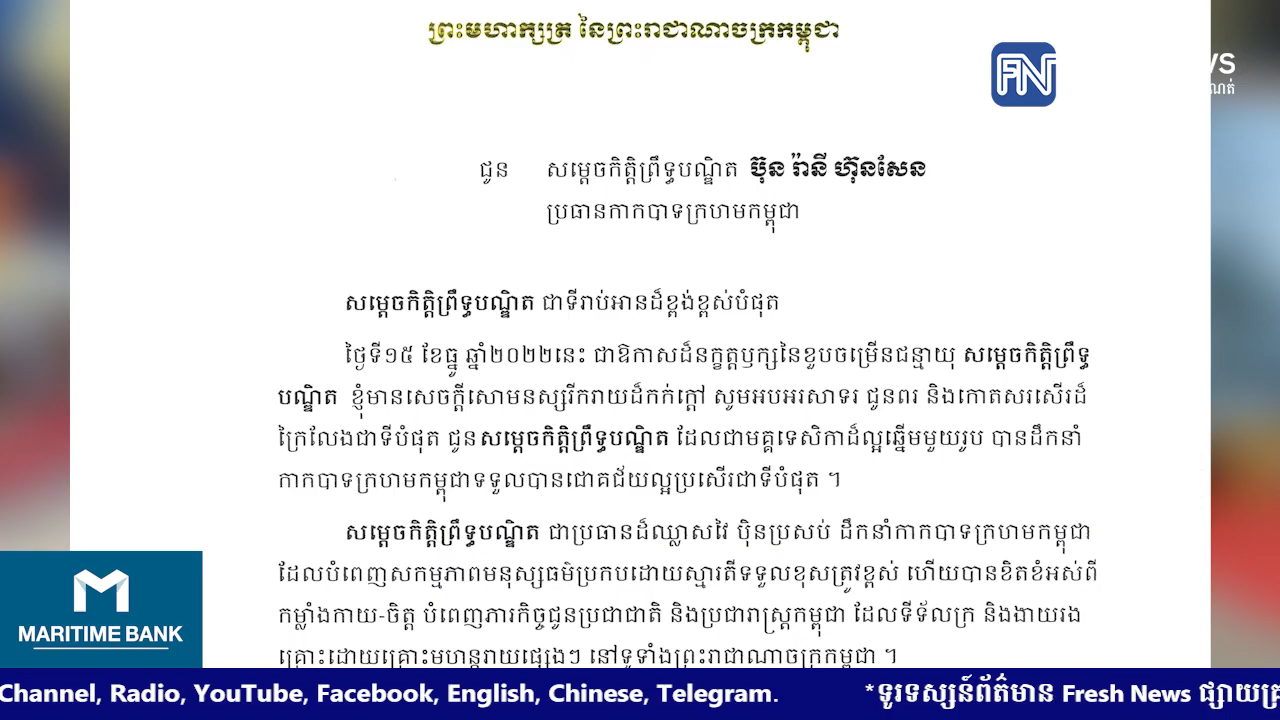 ព្រះមហាក្សត្រ នៃព្រះរាជាណាចក្រកម្ពុជា
FN
WS
ជូន សម្តេចកិត្តិព្រឹទ្ធបណ្ឌិត ប៊ុន រ៉ានី ហ៊ុនសែន
ប្រធានកាកបាទក្រហមកម្ពុជា
សម្តេចកិត្តិព្រឹទ្ធបណ្ឌិត ជាទីរាប់អានដ៏ខ្ពង់ខ្ពស់បំផុត
ថ្ងៃទី១៥ ខែធ្នូ ឆ្នាំ២០២២នេះ ជាឱកាសដ៏នក្ខត្តឫក្សនៃខួបចម្រើនជន្មាយុ សម្តេចកិត្តិព្រឹទ្ធ
បណ្ឌិត ខ្ញុំមានសេចក្តីសោមនស្សរីករាយដ៏កក់ក្តៅ សូមអបអរសាទរ ជូនពរ និងកោតសរសើរដ៏
ក្រៃលែងជាទីបំផុត ជូនសម្តេចកិត្តិព្រឹទ្ធបណ្ឌិត ដែលជាមគ្គទេសិកាដ៏ល្អឆ្នើមមួយរូប បានដឹកនាំ
កាកបាទក្រហមកម្ពុជាទទួលបានជោគជ័យល្អប្រសើរជាទីបំផុត ។
សម្តេចកិត្តិព្រឹទ្ធបណ្ឌិត ជាប្រធានដ៏ឈ្លាសវៃ ប៉ិនប្រសប់ ដឹកនាំកាកបាទក្រហមកម្ពុជា
ដែលបំពេញសកម្មភាពមនុស្សធម៌ប្រកបដោយស្មារតីទទួលខុសត្រូវខ្ពស់ ហើយបានខិតខំអស់ពី
កម្លាំងកាយ-ចិត្ត បំពេញភារកិច្ចជូនប្រជាជាតិ និងប្រជារាស្ត្រកម្ពុជា ដែលទីទ័លក្រ និងងាយរង
គ្រោះដោយគ្រោះមហន្តរាយផ្សេងៗ នៅទូទាំងព្រះរាជាណាចក្រកម្ពុជា ។
MARITIME BANK
Channel, Radio, YouTube, Facebook, English, Chinese, Telegram. *ទូរទស្សន៍ព័ត៌មាន Fresh News ផ្សាយ